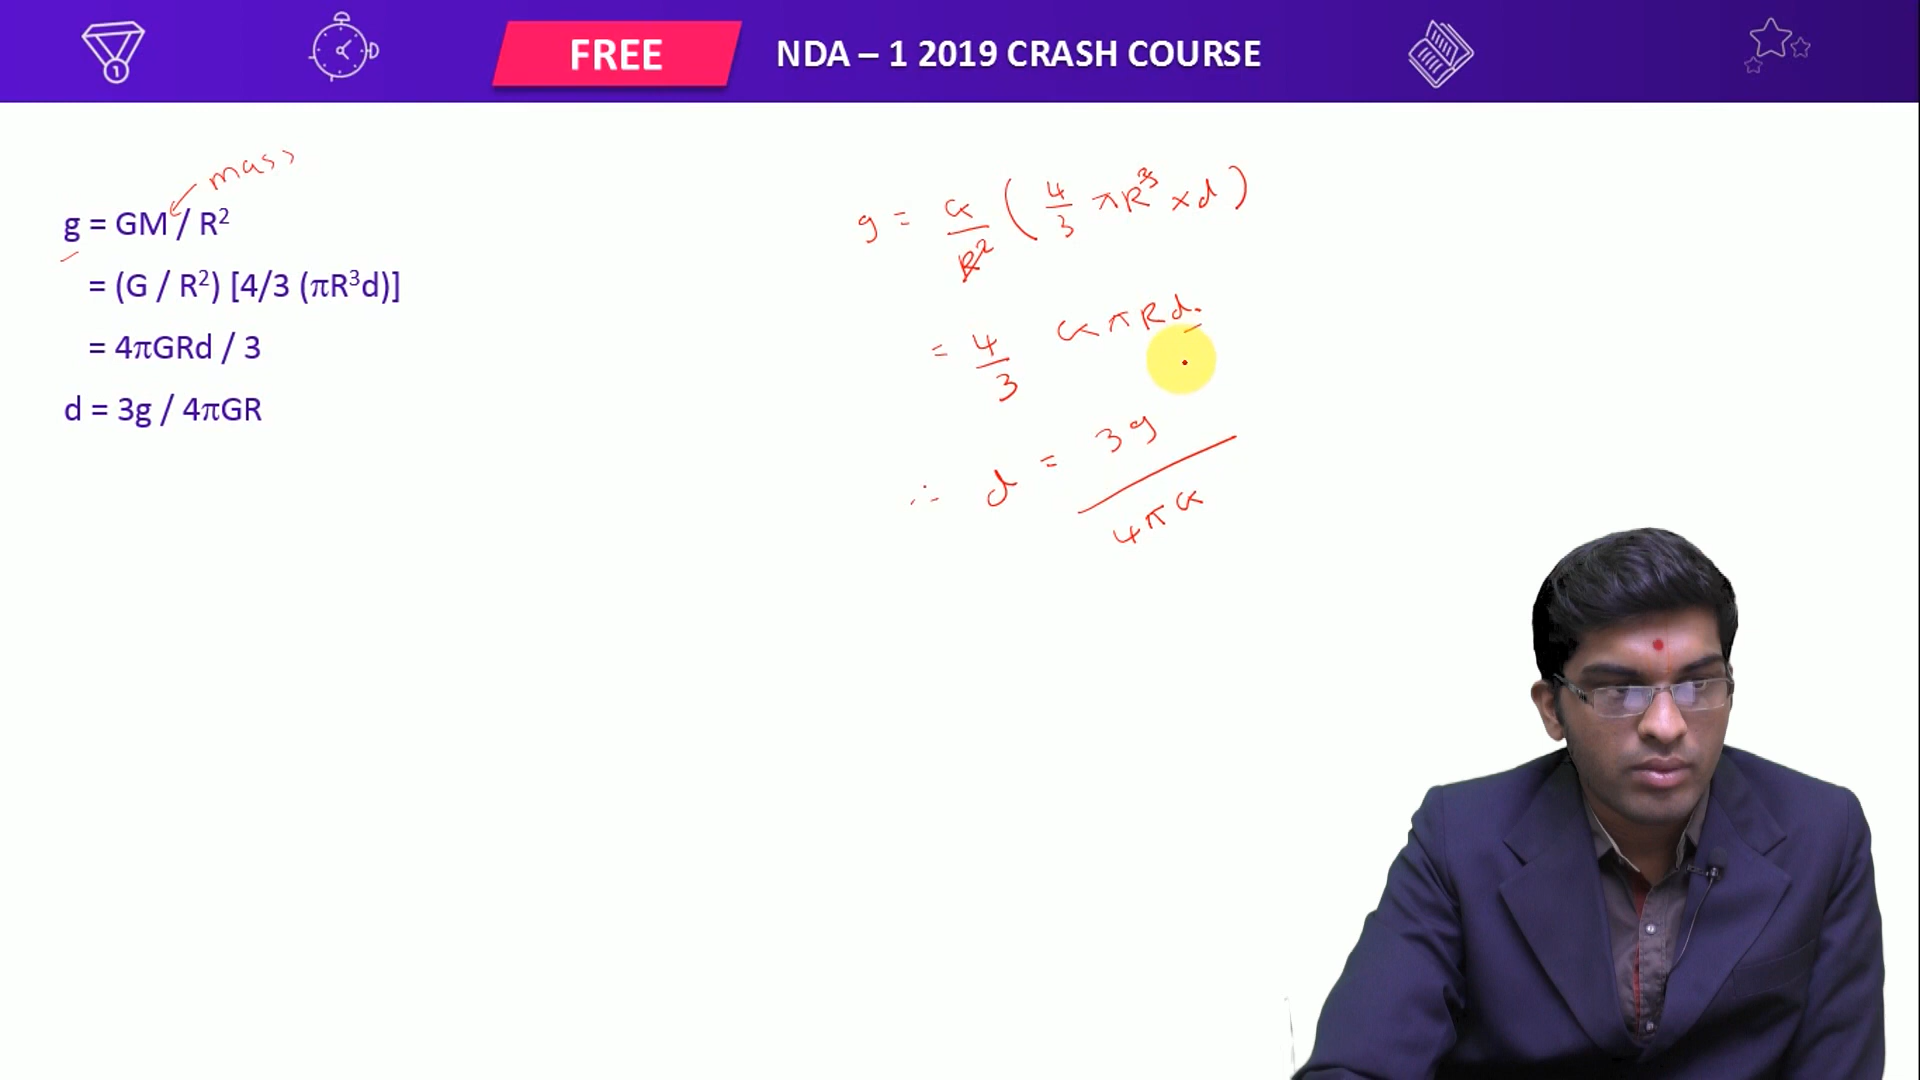 FREE
NDA – 1 2019 CRASH COURSE
mass
g = GM / R²
= (G / R²) [4/3 (πR³d)]
= 4πGRd / 3
d = 3g / 4πGR
g = G/R² ( 4/3 πR³ × d )
= 4/3 GπRd.
∴ d = 3g / 4πG
1